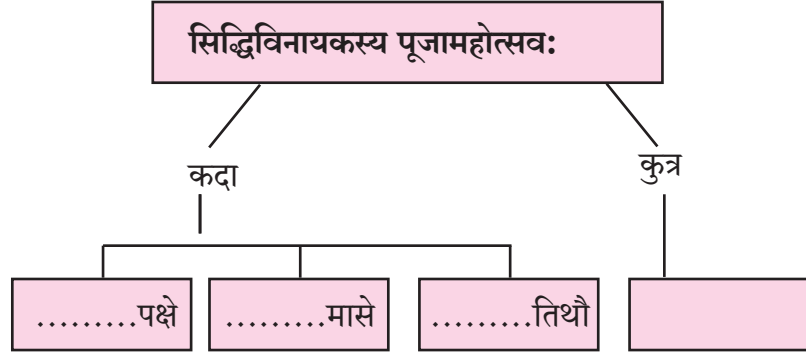 सिद्धिविनायकस्य पूजामहोत्सव:
कदा
कुत्र
.........पक्षे
.........मासे
.........तिथौ